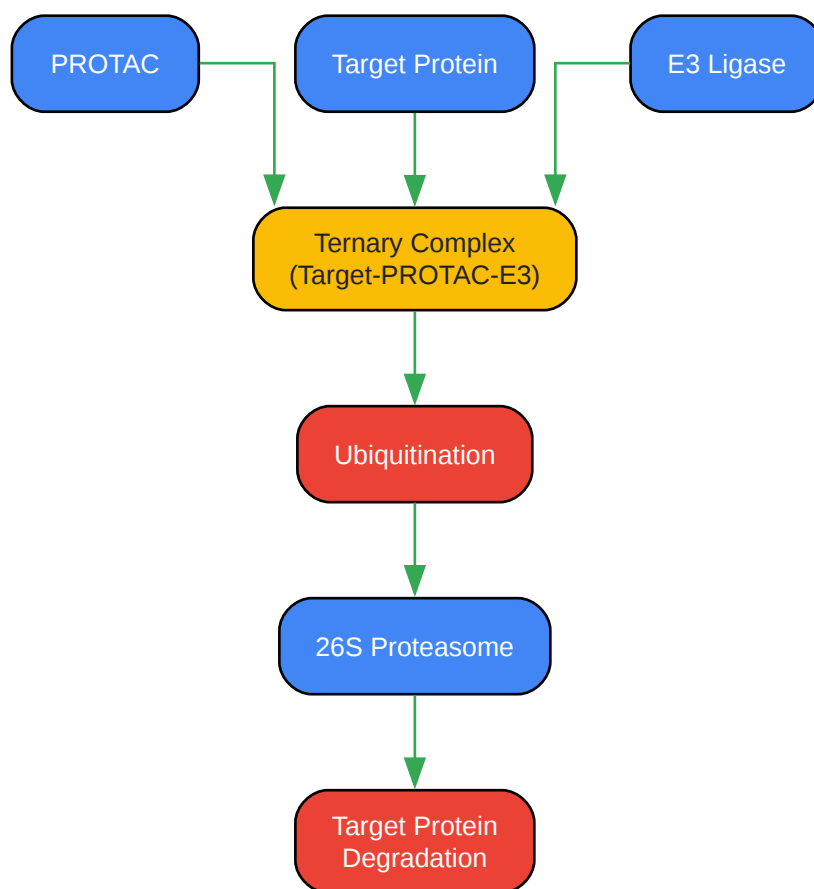 PROTAC
Target Protein
E3 Ligase
Ternary Complex
(Target-PROTAC-E3)
Ubiquitination
26S Proteasome
Target Protein
Degradation